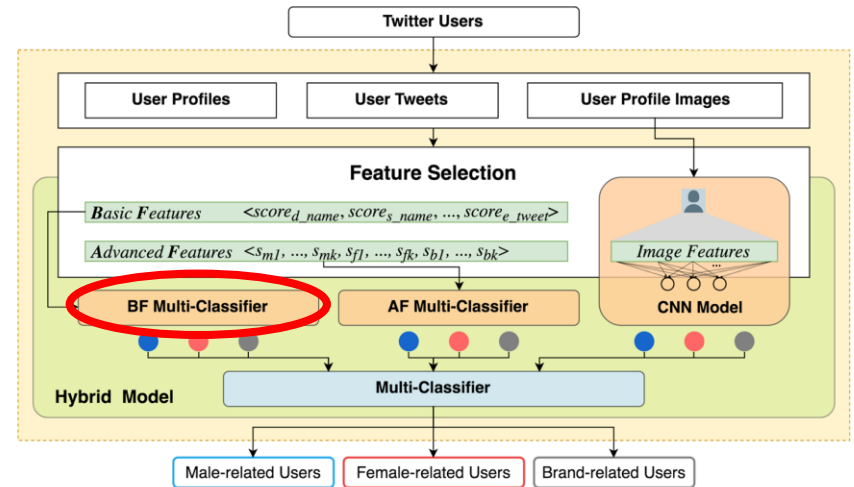 Twitter Users
User Profiles
User Tweets
User Profile Images
Feature Selection
Basic Features <score_d_name, score_s_name, ..., score_e_tweet>
Advanced Features <s_m1, ..., s_mk, s_f1, ..., s_fk, s_b1, ..., s_bk>
Image Features
...
BF Multi-Classifier
AF Multi-Classifier
CNN Model
Multi-Classifier
Hybrid Model
Male-related Users
Female-related Users
Brand-related Users